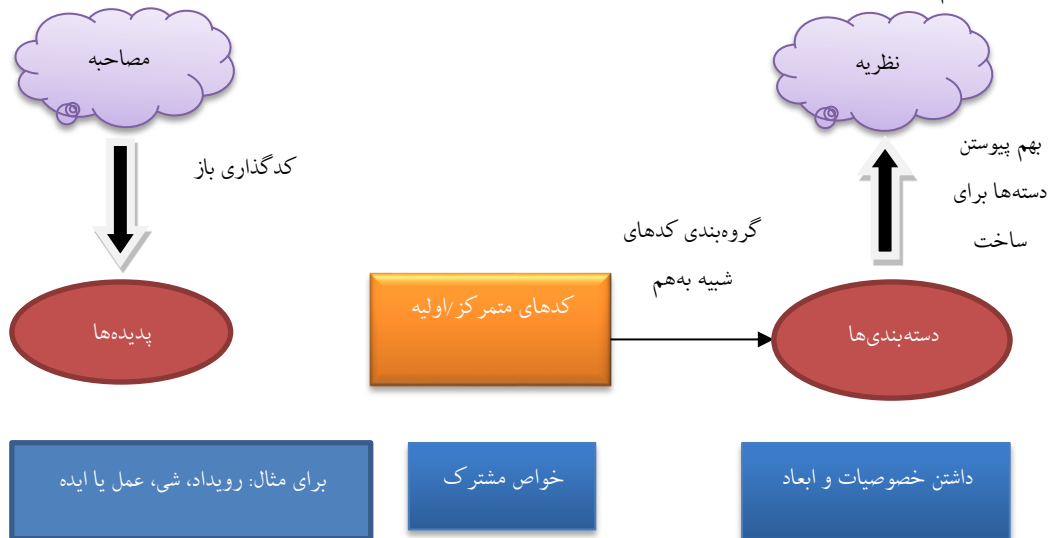 مصاحبه
نظریه
کدگذاری باز
بهم پیوستن
دسته‌ها برای
ساخت
گروه‌بندی کدهای
شبیه به‌هم
پدیده‌ها
کدهای متمرکز/اولیه
دسته‌بندی‌ها
برای مثال: رویداد، شی، عمل یا ایده
خواص مشترک
داشتن خصوصیات و ابعاد